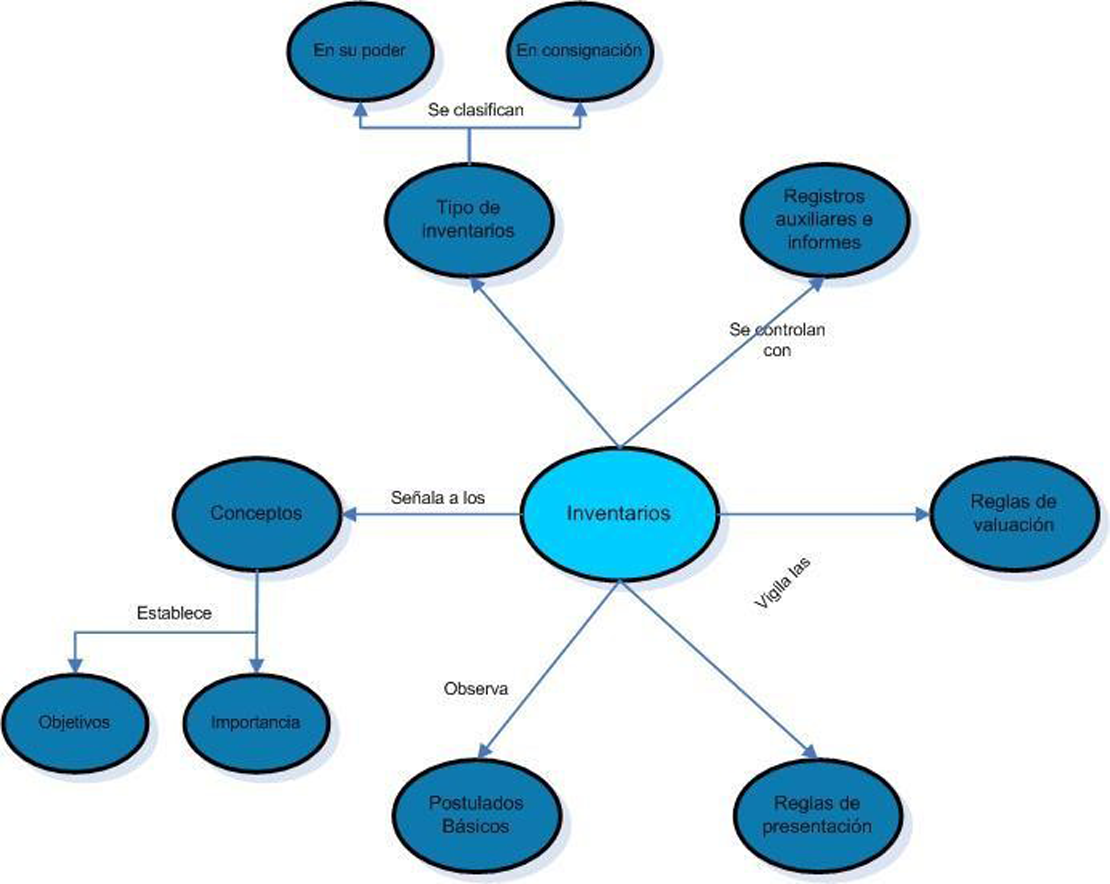 En su poder
En consignación
Se clasifican
Tipo de
inventarios
Registros
auxiliares e
informes
Se controlan
con
Conceptos
Señala a los
Inventarios
Reglas de
valuación
Vigila las
Establece
Objetivos
Importancia
Observa
Postulados
Básicos
Reglas de
presentación